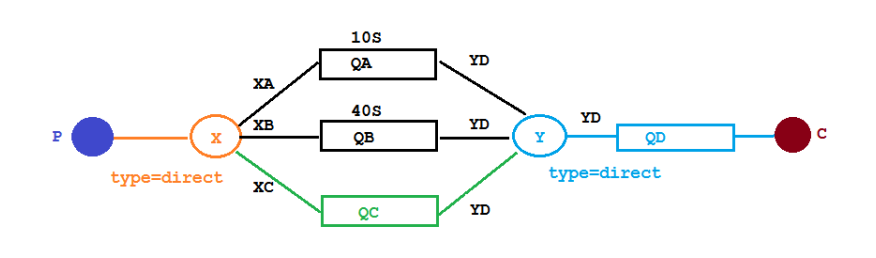 10S
QA
XA
YD
40S
P
X
XB
QB
YD
Y
YD
QD
C
type=direct
type=direct
XC
QC
YD